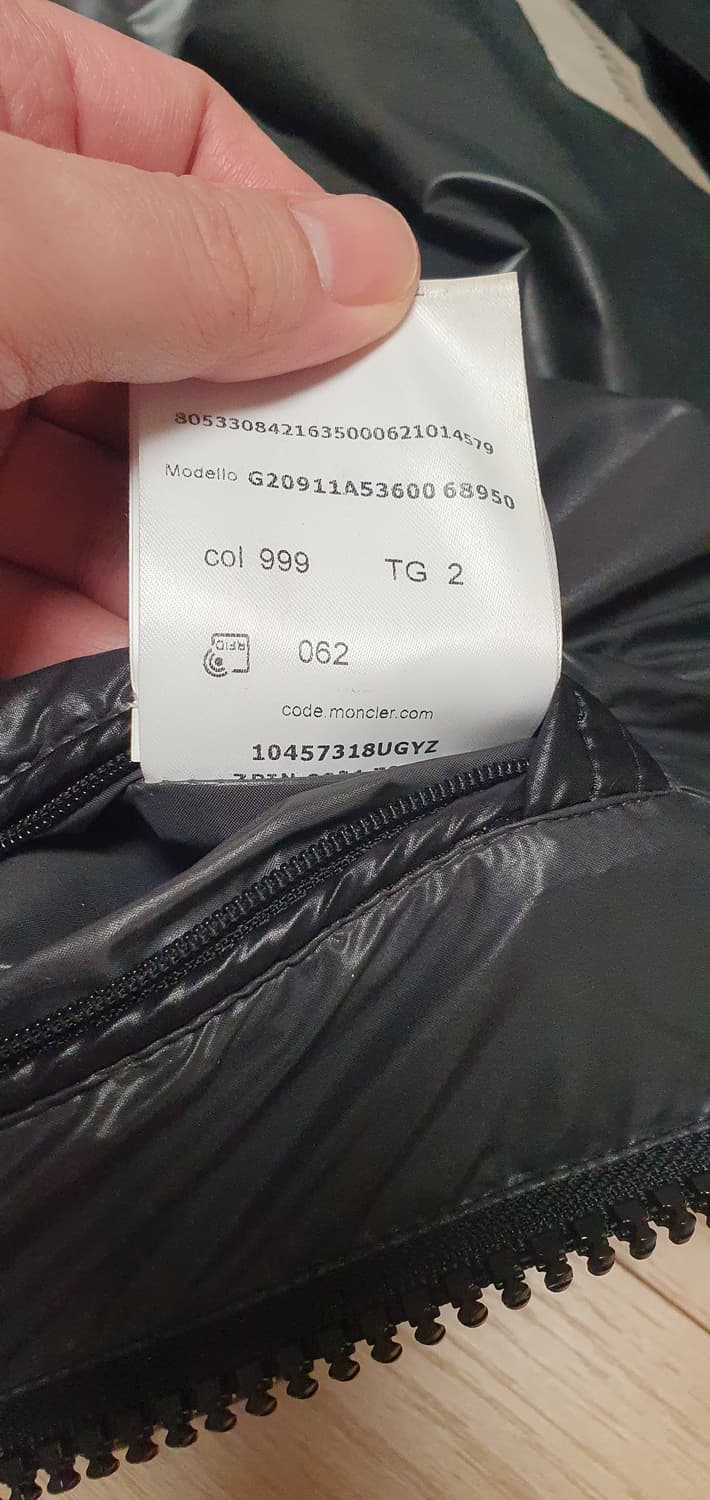 8053308421635000621014579
Modello G20911A53600 68950
col 999 TG 2
RFID 062
code.moncler.com
10457318UGYZ